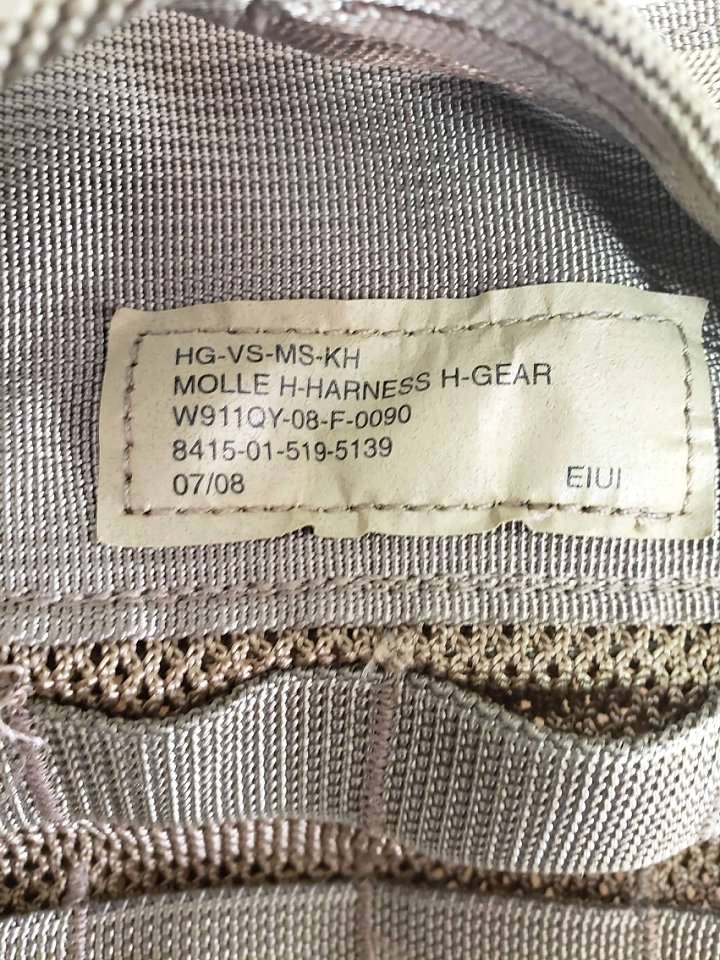 HG-VS-MS-KH
MOLLE H-HARNESS H-GEAR
W911QY-08-F-0090
8415-01-519-5139
07/08 EIUI